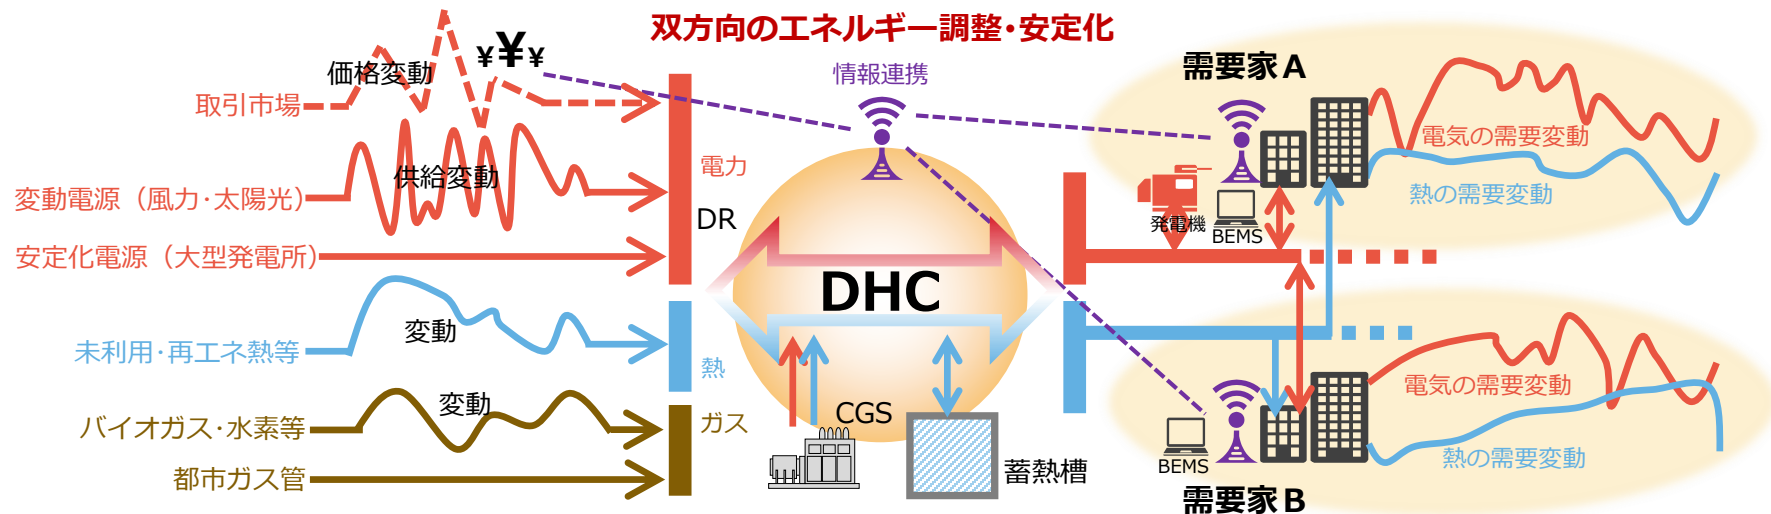 双方向のエネルギー調整・安定化
価格変動
¥¥¥
取引市場
供給変動
変動電源（風力・太陽光）
安定化電源（大型発電所）
変動
未利用・再エネ熱等
変動
バイオガス・水素等
都市ガス管
電力
DR
熱
ガス
情報連携
DHC
CGS
蓄熱槽
需要家A
電気の需要変動
熱の需要変動
発電機
BEMS
電気の需要変動
熱の需要変動
BEMS
需要家B